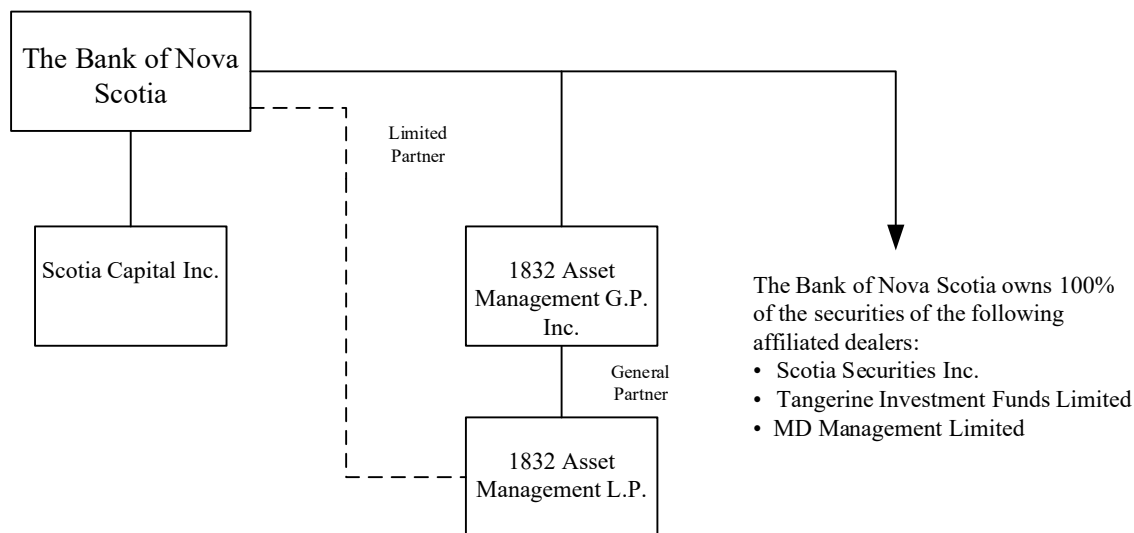 The Bank of Nova
Scotia
Limited
Partner
Scotia Capital Inc.
1832 Asset
Management G.P.
Inc.
General
Partner
1832 Asset
Management L.P.
The Bank of Nova Scotia owns 100%
of the securities of the following
affiliated dealers:
• Scotia Securities Inc.
• Tangerine Investment Funds Limited
• MD Management Limited